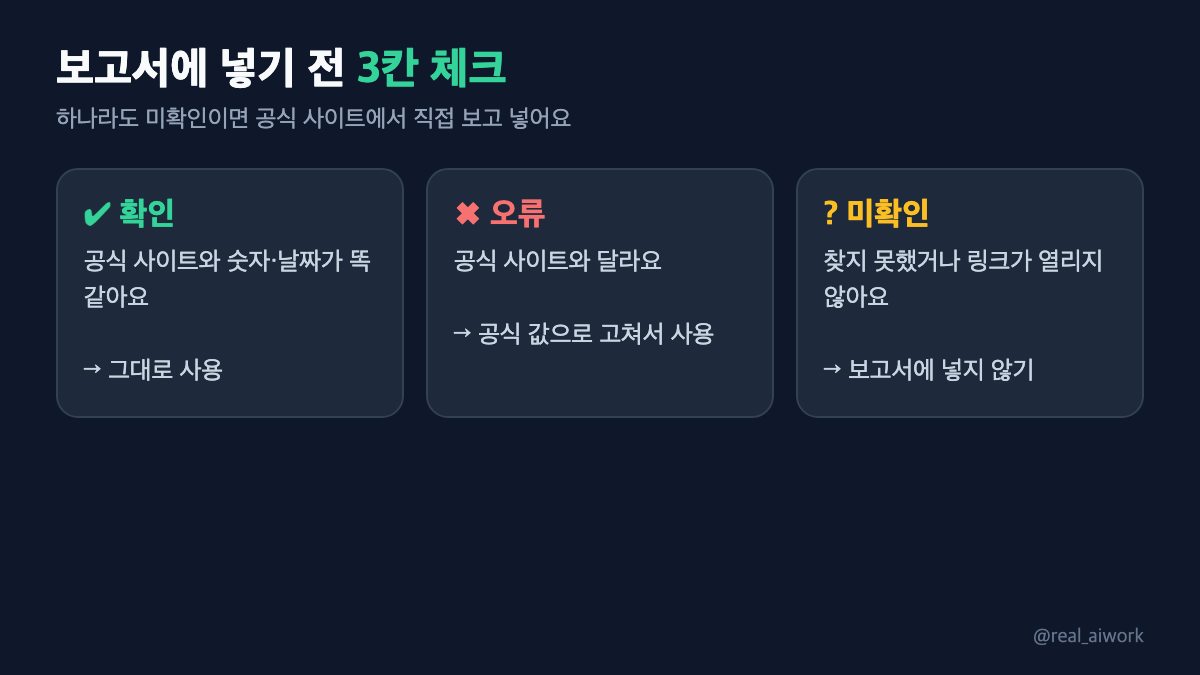 보고서에 넣기 전 3칸 체크
하나라도 미확인이면 공식 사이트에서 직접 보고 넣어요
✔ 확인
공식 사이트와 숫자·날짜가 똑
같아요
→ 그대로 사용
✖ 오류
공식 사이트와 달라요
→ 공식 값으로 고쳐서 사용
? 미확인
찾지 못했거나 링크가 열리지
않아요
→ 보고서에 넣지 않기
@real_aiwork